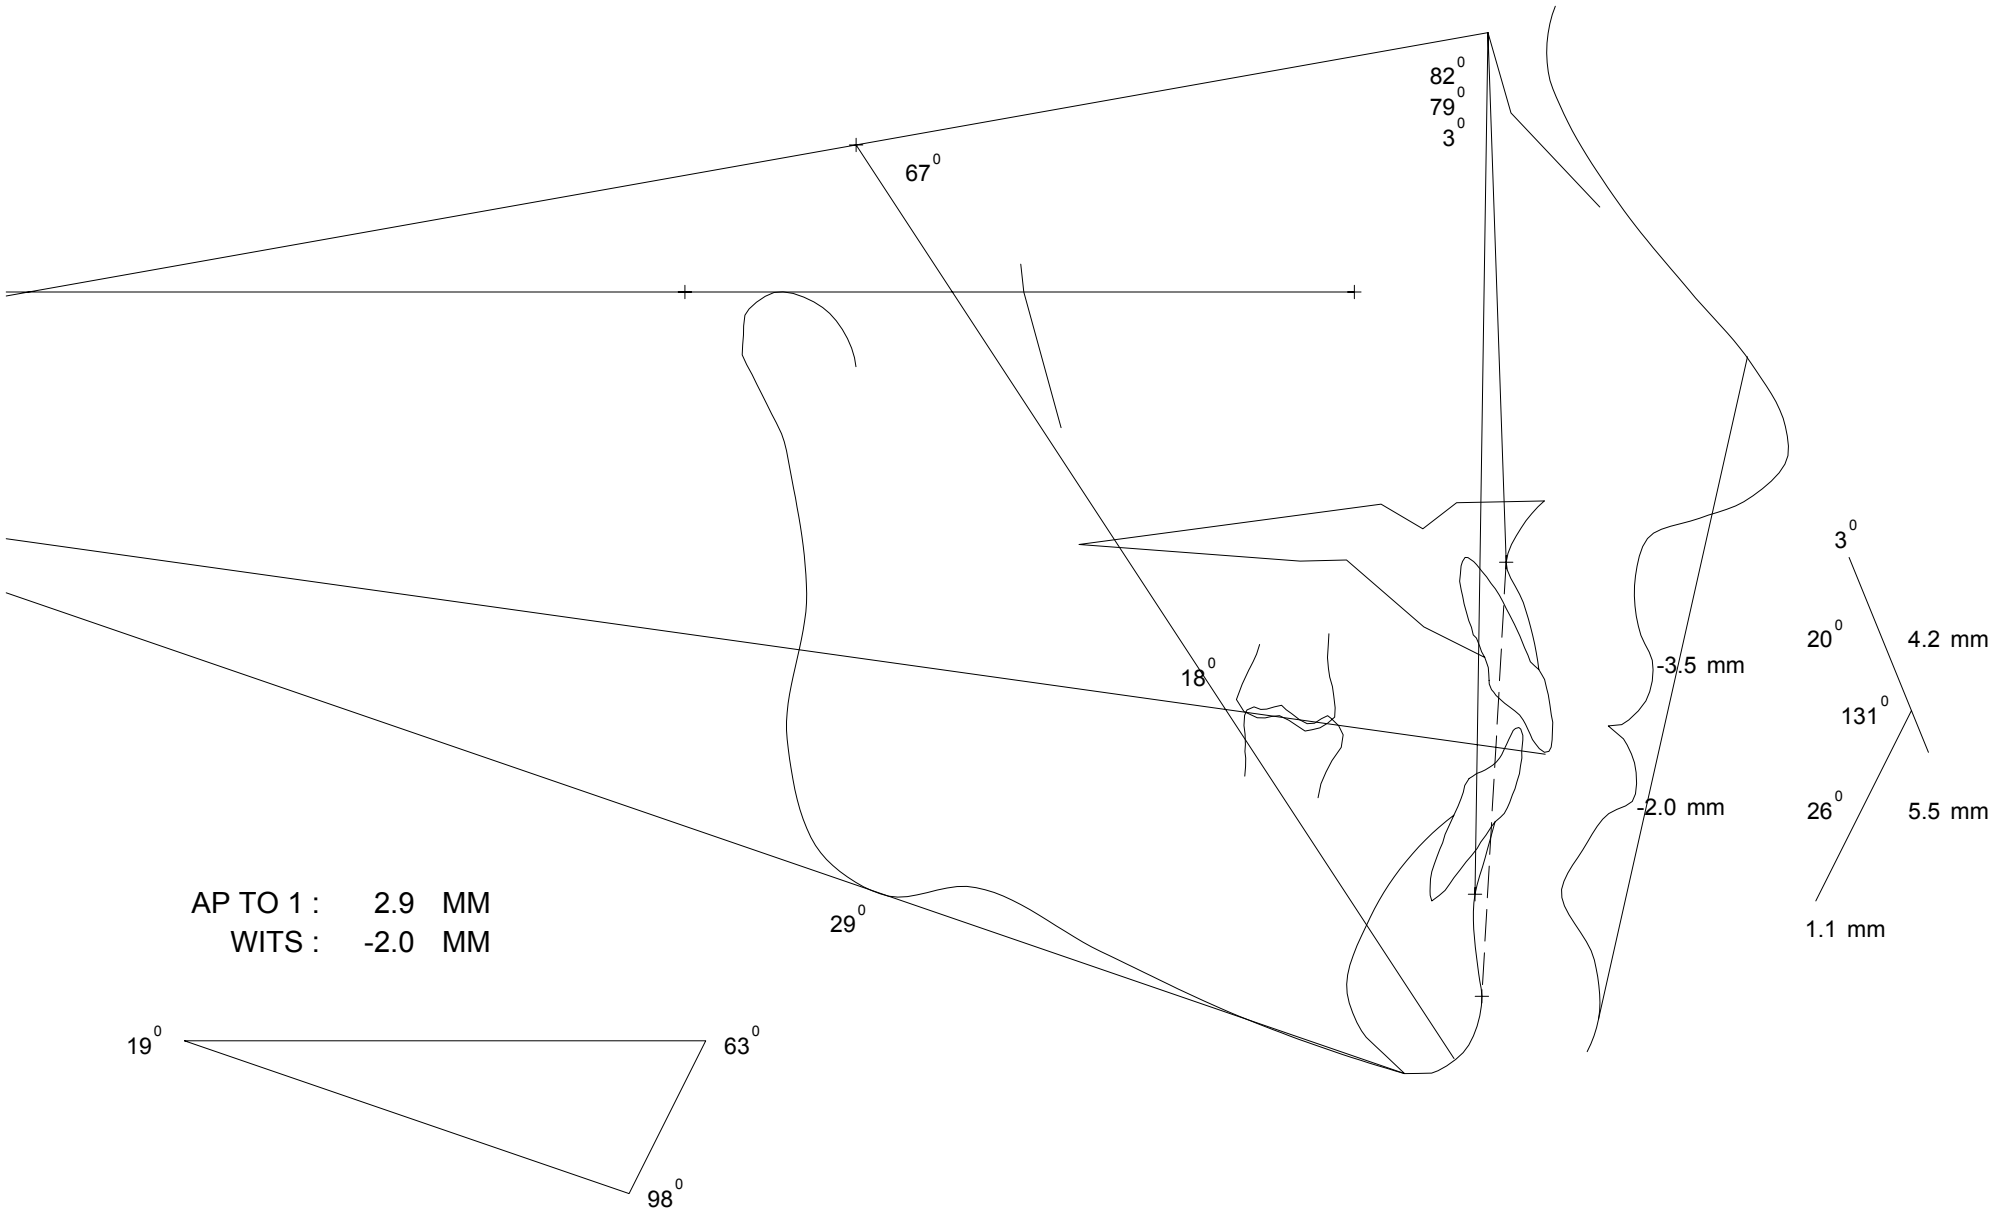 82⁰
79⁰
3⁰
67⁰
3⁰
20⁰ 4.2 mm
-3.5 mm
18⁰
131⁰
-2.0 mm
26⁰ 5.5 mm
AP TO 1 : 2.9 MM
29⁰
1.1 mm
WITS : -2.0 MM
19⁰ 63⁰
98⁰